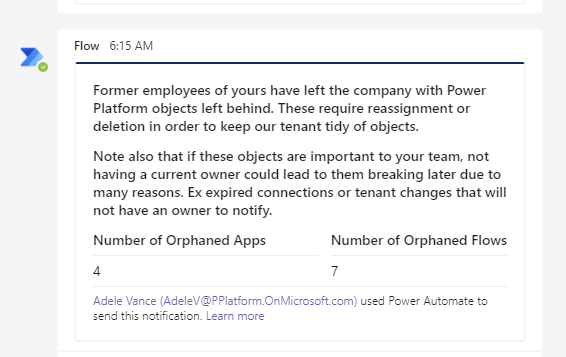 Flow 6:15 AM
Former employees of yours have left the company with Power
Platform objects left behind. These require reassignment or
deletion in order to keep our tenant tidy of objects.
Note also that if these objects are important to your team, not
having a current owner could lead to them breaking later due to
many reasons. Ex expired connections or tenant changes that will
not have an owner to notify.
Number of Orphaned Apps Number of Orphaned Flows
4 7
Adele Vance (AdeleV@PPlatform.OnMicrosoft.com) used Power Automate to
send this notification. Learn more